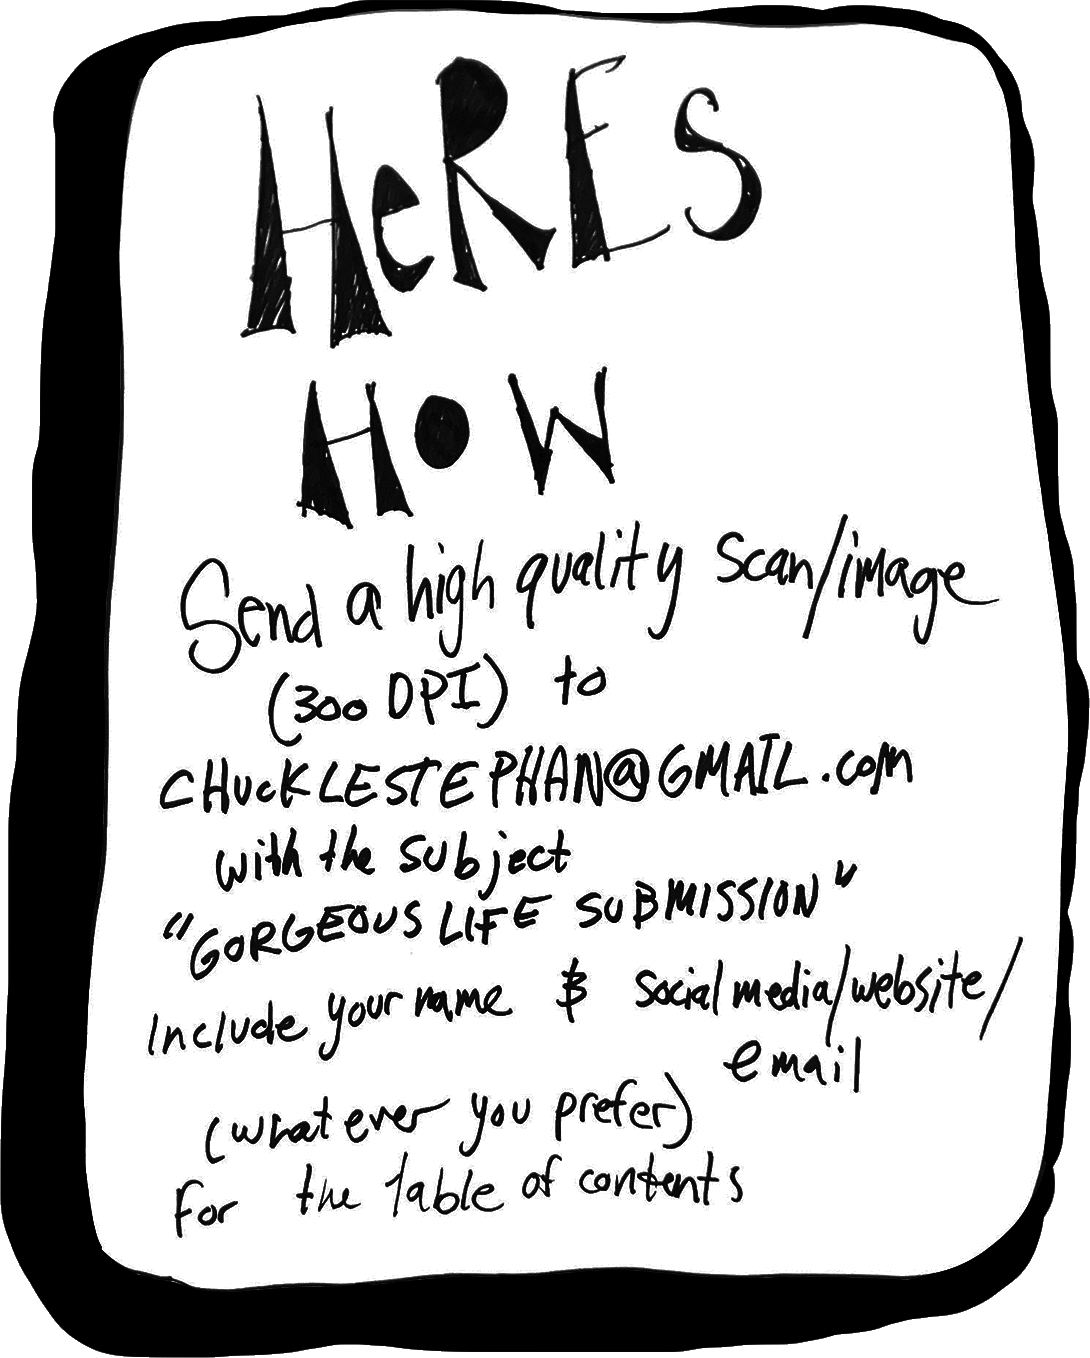 HeRES
HOW
Send a high quality scan/image
(300 DPI) to
CHUCKLESTEPHAN@GMAIL.com
with the subject
"GORGEOUS LIFE SUBMISSION"
Include your name & social media/website/
email
(whatever you prefer)
For the table of contents